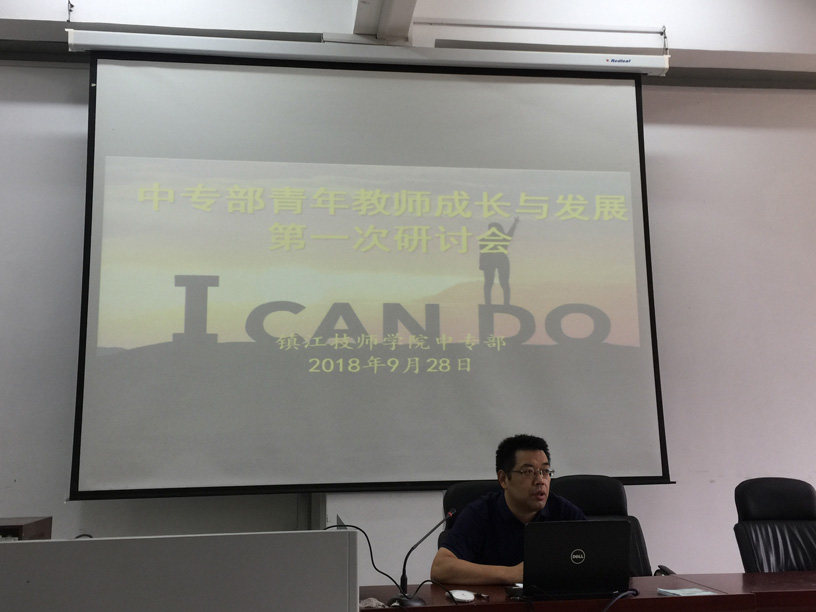 Redleaf
中专部青年教师成长与发展
第一次研讨会
I CAN DO
镇江技师学院中专部
2018年9月28日
DELL